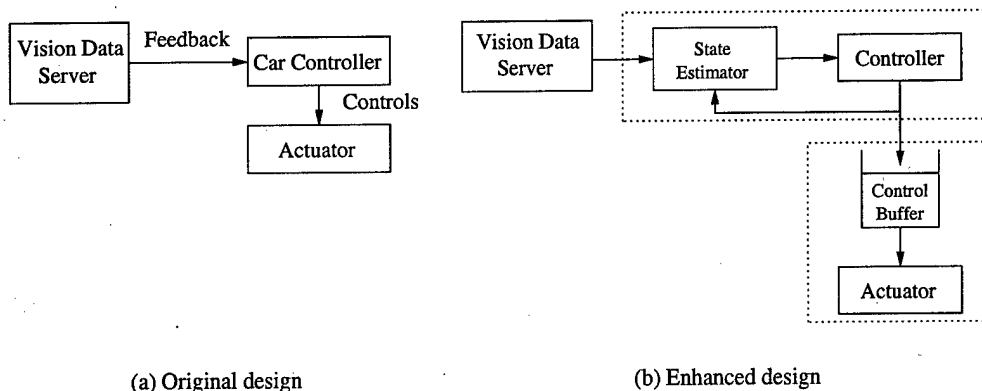 Vision Data
Server
Feedback
Car Controller
Controls
Actuator
(a) Original design
Vision Data
Server
State
Estimator
Controller
Control
Buffer
Actuator
(b) Enhanced design